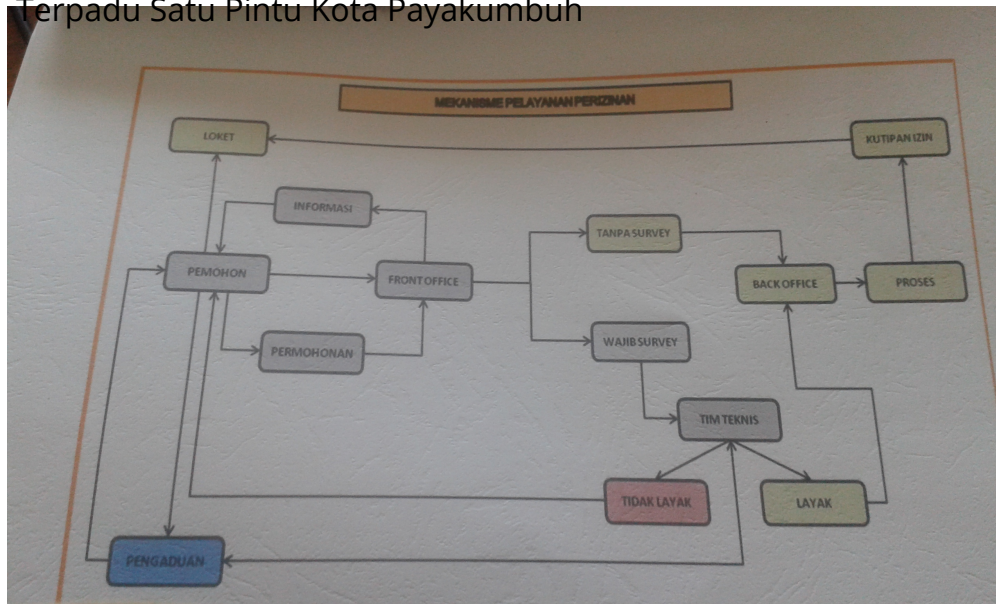 Terpadu Satu Pintu Kota Payakumbuh
MEKANISME PELAYANAN PERIZINAN
LOKET
KUTIPAN IZIN
INFORMASI
TANPA SURVEY
PEMOHON
FRONT OFFICE
BACK OFFICE
PROSES
PERMOHONAN
WAJIB SURVEY
TIM TEKNIS
TIDAK LAYAK
LAYAK
PENGADUAN